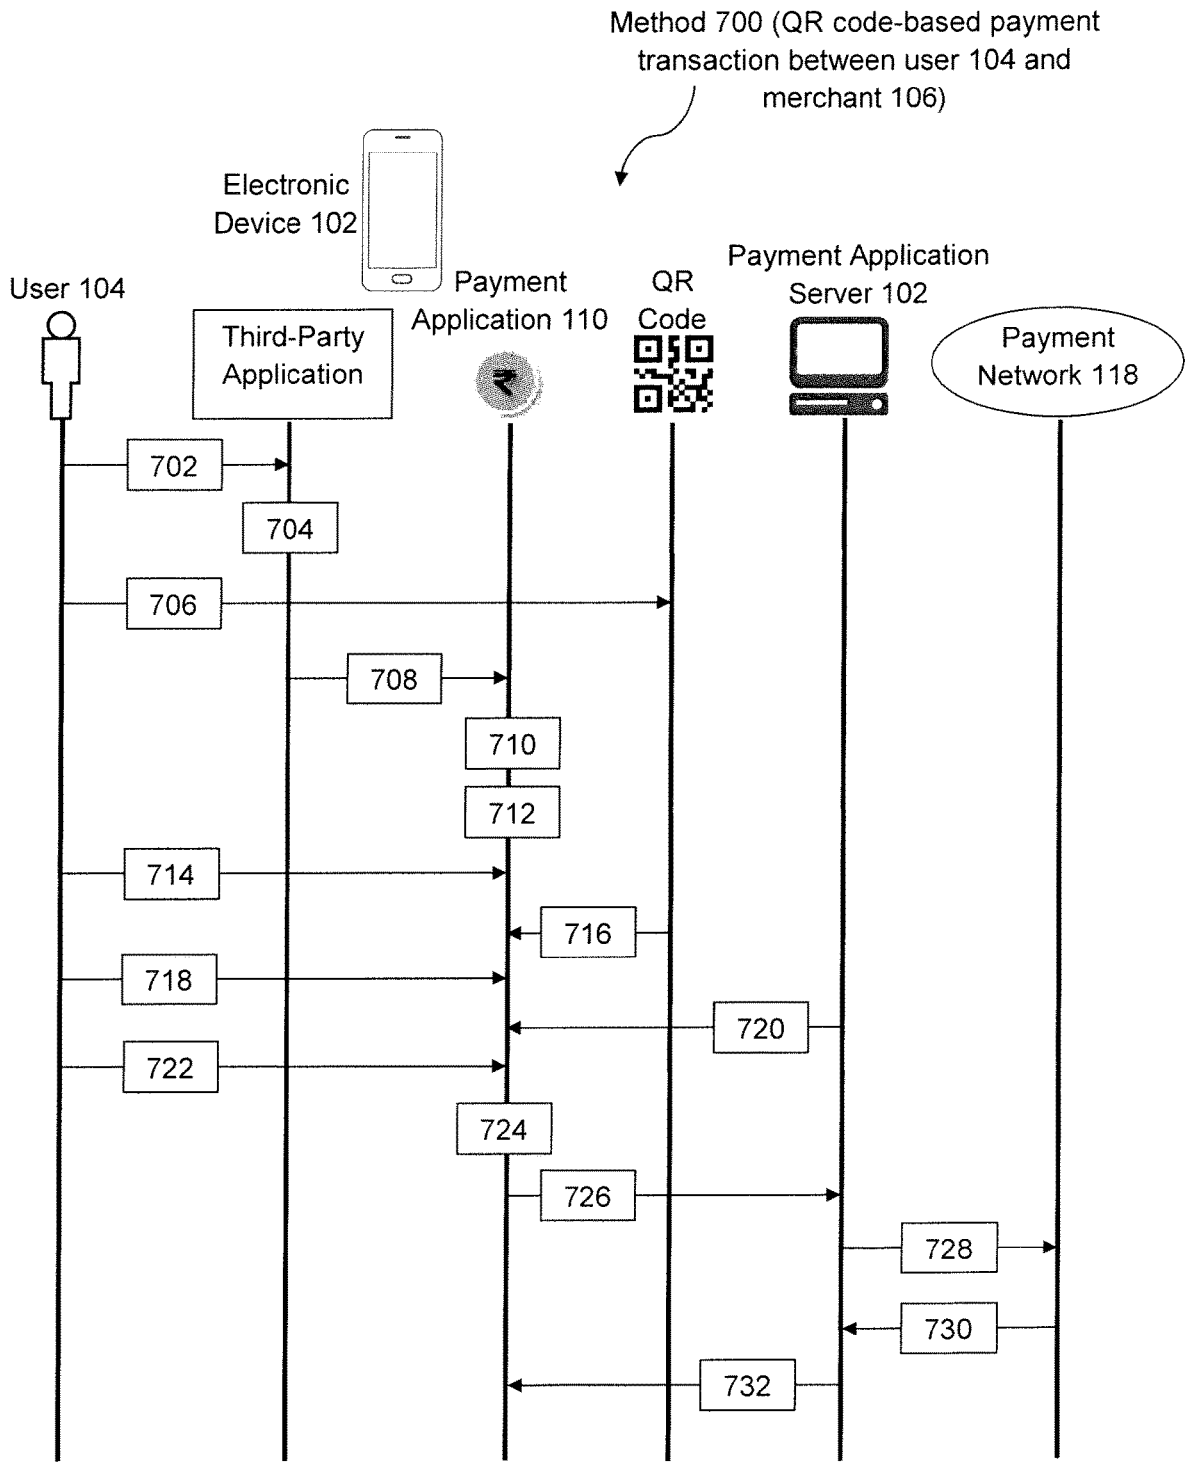 Method 700 (QR code-based payment
transaction between user 104 and
merchant 106)
Electronic
Device 102
User 104
Third-Party
Application
Payment
Application 110
₹
QR
Code
Payment Application
Server 102
Payment
Network 118
702
704
706
708
710
712
714
716
718
720
722
724
726
728
730
732